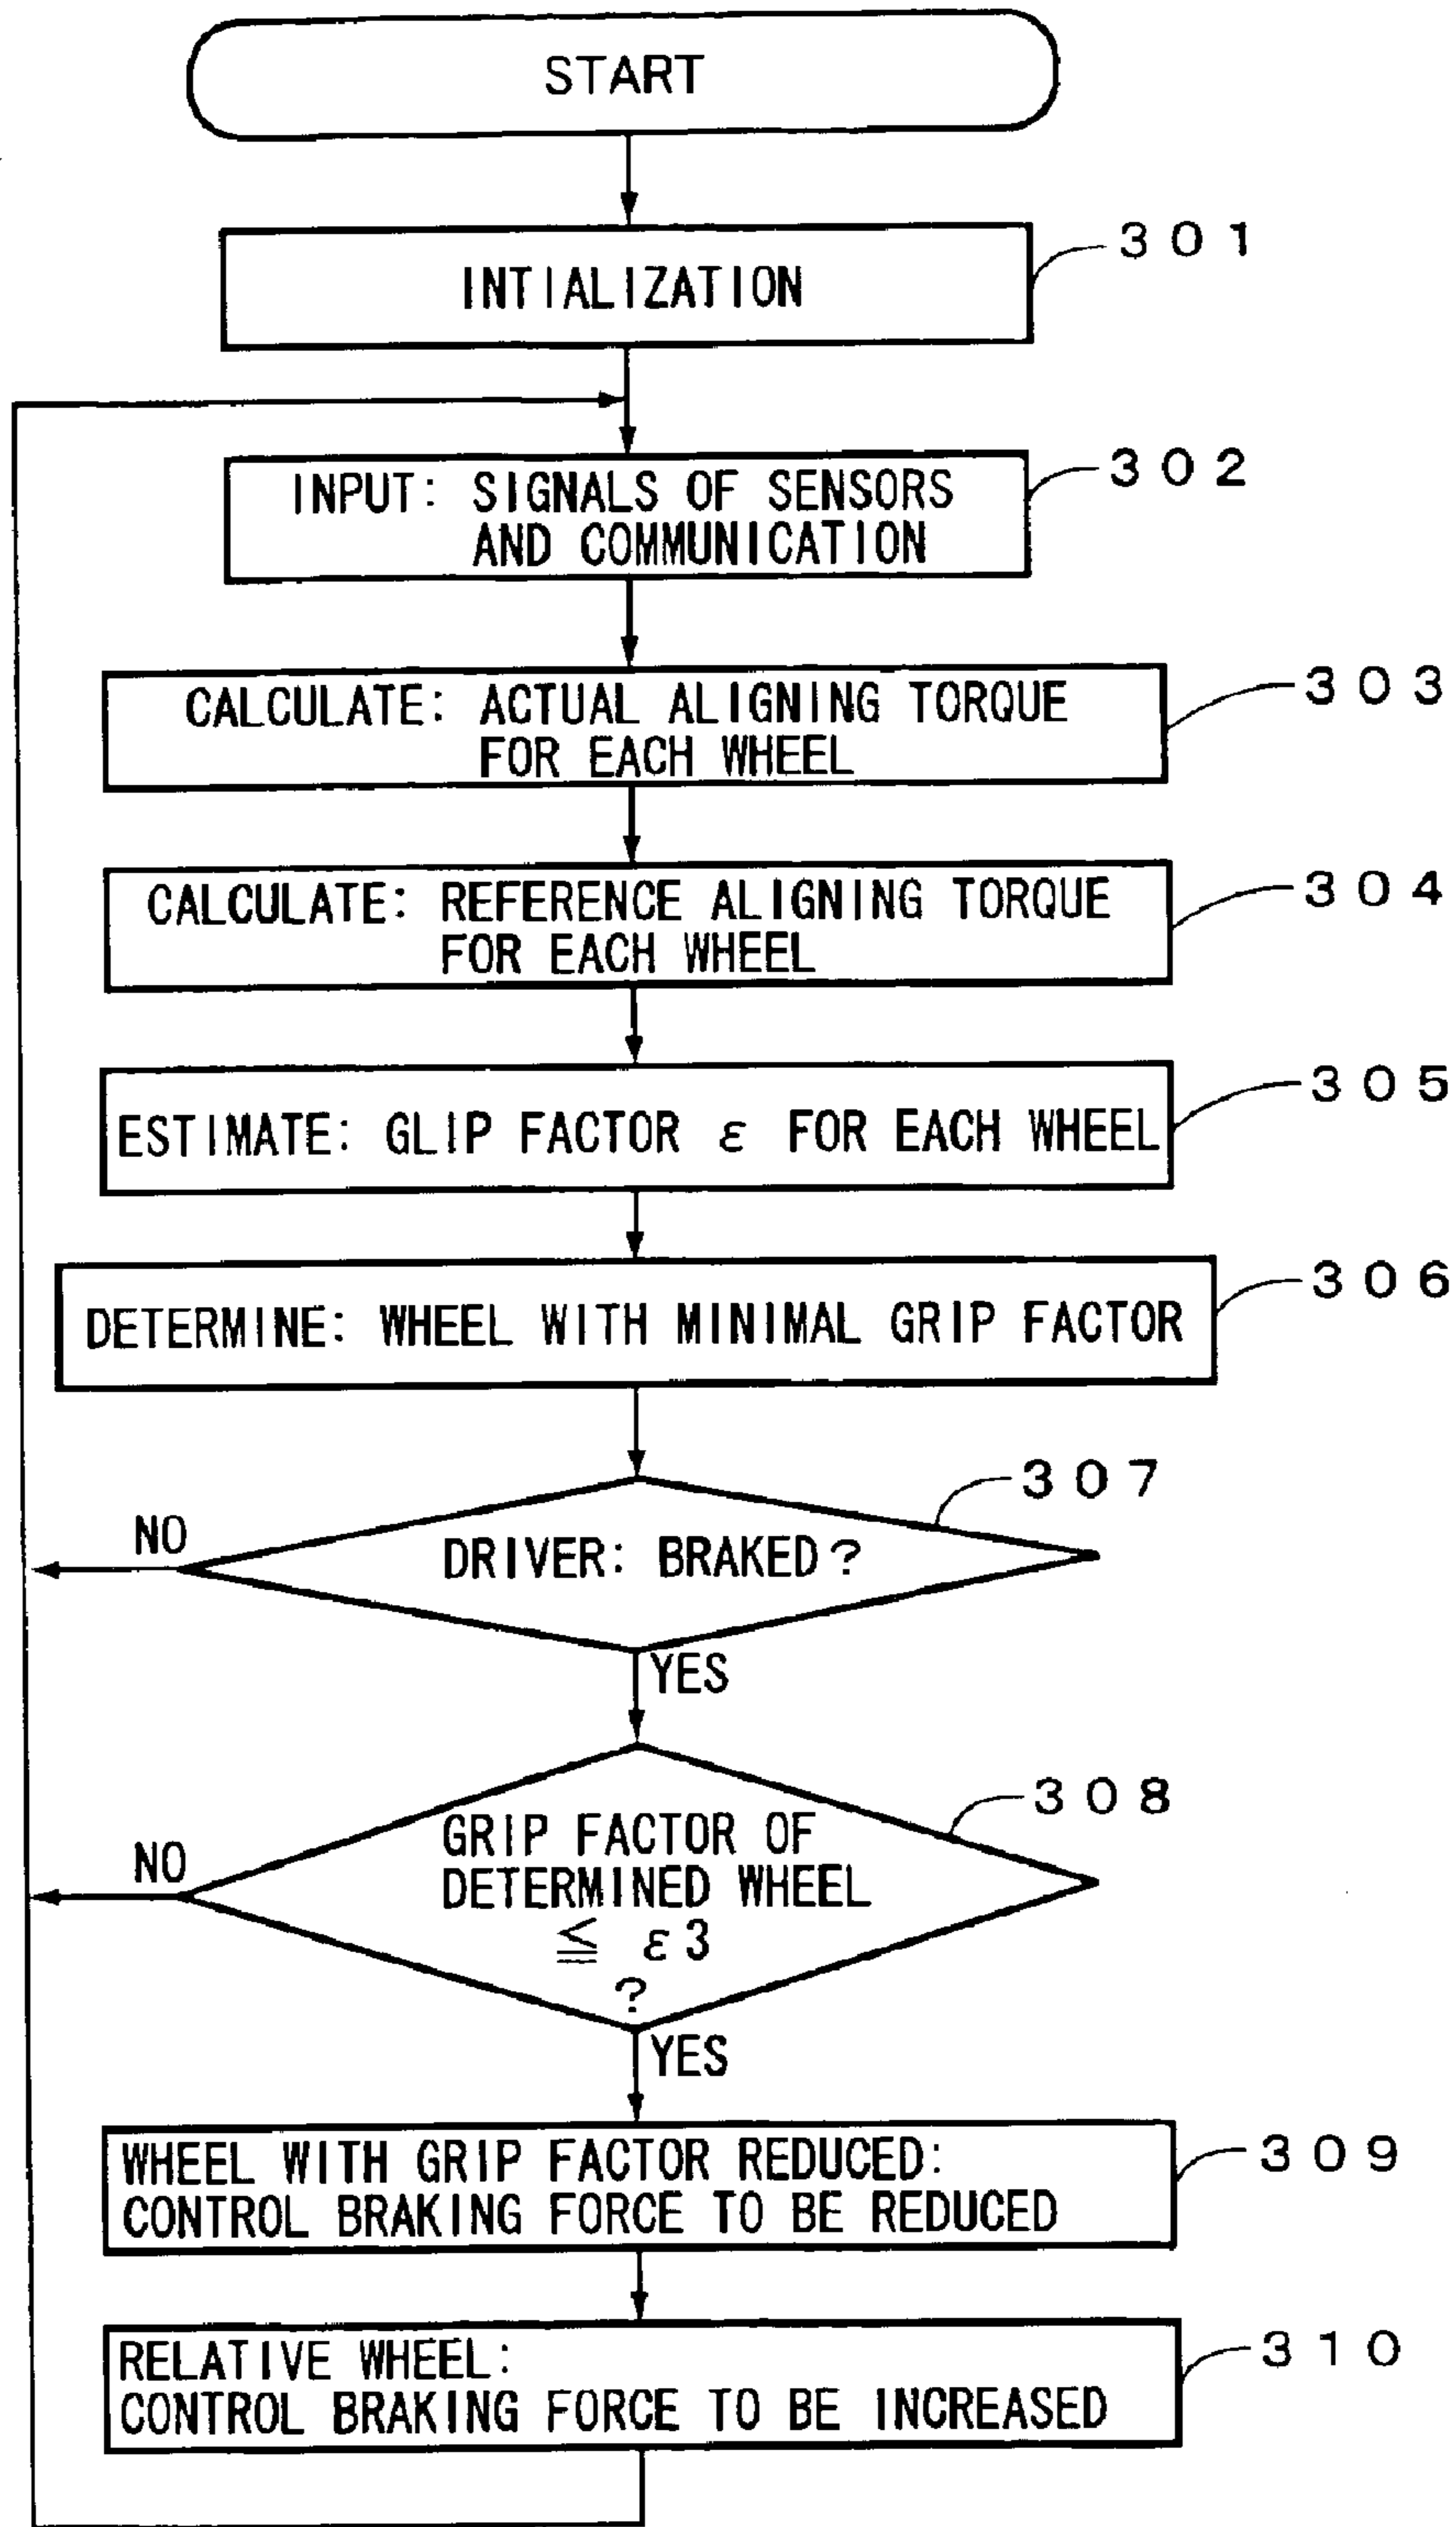 START
INTIALIZATION
301
INPUT: SIGNALS OF SENSORS
AND COMMUNICATION
302
CALCULATE: ACTUAL ALIGNING TORQUE
FOR EACH WHEEL
303
CALCULATE: REFERENCE ALIGNING TORQUE
FOR EACH WHEEL
304
ESTIMATE: GLIP FACTOR ε FOR EACH WHEEL
305
DETERMINE: WHEEL WITH MINIMAL GRIP FACTOR
306
DRIVER: BRAKED?
307
NO
YES
GRIP FACTOR OF
DETERMINED WHEEL
≦ ε3
?
308
NO
YES
WHEEL WITH GRIP FACTOR REDUCED:
CONTROL BRAKING FORCE TO BE REDUCED
309
RELATIVE WHEEL:
CONTROL BRAKING FORCE TO BE INCREASED
310